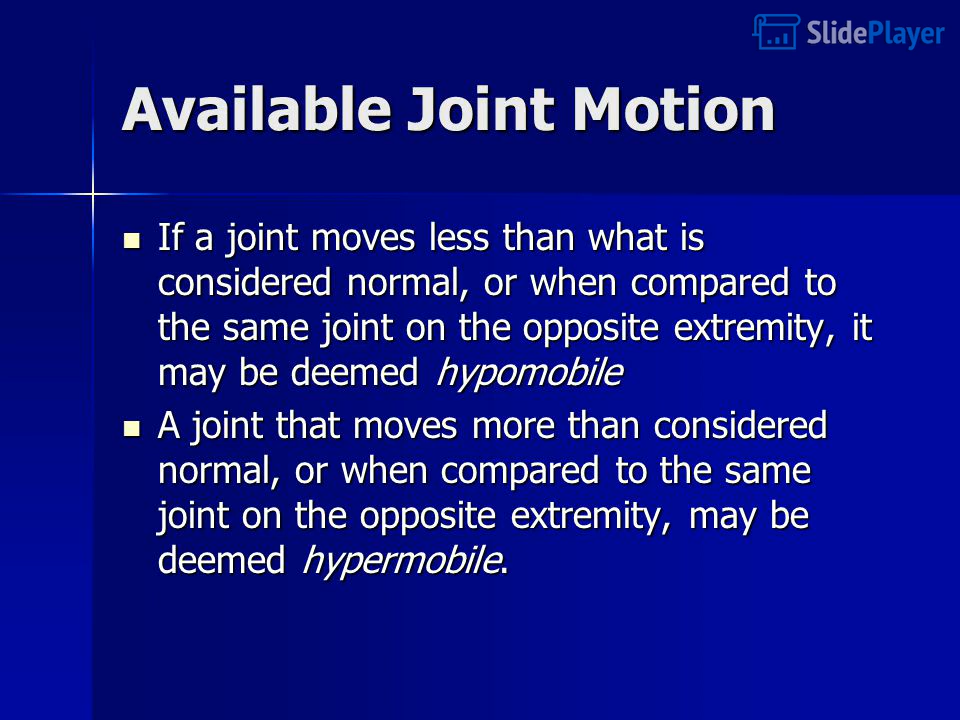 SlidePlayer
Available Joint Motion
If a joint moves less than what is
considered normal, or when compared to
the same joint on the opposite extremity, it
may be deemed hypomobile
A joint that moves more than considered
normal, or when compared to the same
joint on the opposite extremity, may be
deemed hypermobile.